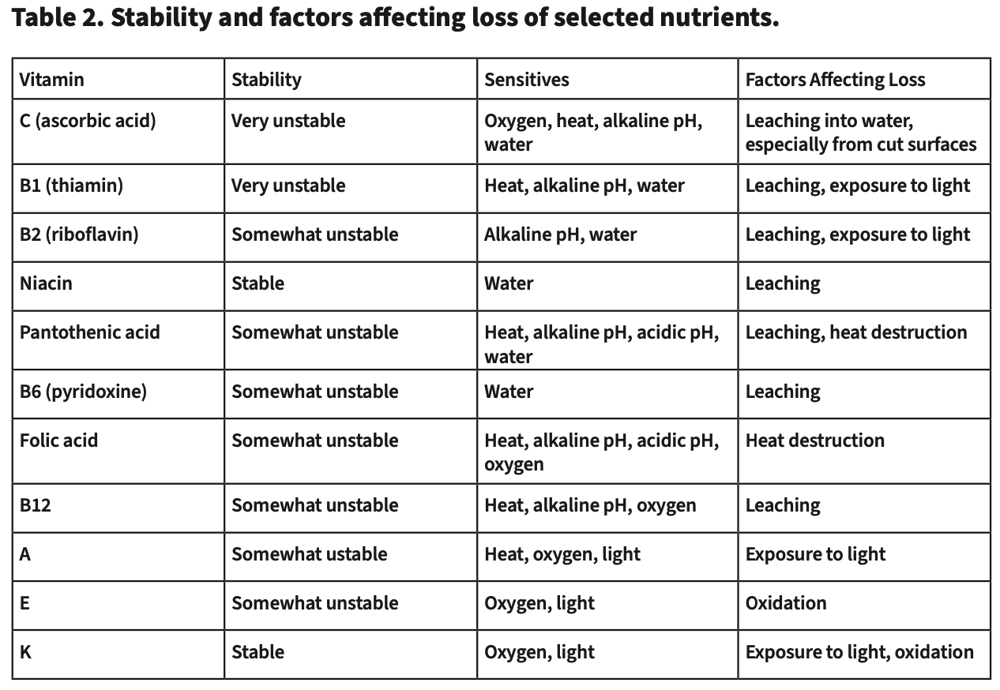 Table 2. Stability and factors affecting loss of selected nutrients.
Vitamin Stability Sensitives Factors Affecting Loss
C (ascorbic acid) Very unstable Oxygen, heat, alkaline pH, Leaching into water,
water especially from cut surfaces
B1 (thiamin) Very unstable Heat, alkaline pH, water Leaching, exposure to light
B2 (riboflavin) Somewhat unstable Alkaline pH, water Leaching, exposure to light
Niacin Stable Water Leaching
Pantothenic acid Somewhat unstable Heat, alkaline pH, acidic pH, Leaching, heat destruction
water
B6 (pyridoxine) Somewhat unstable Water Leaching
Folic acid Somewhat unstable Heat, alkaline pH, acidic pH, Heat destruction
oxygen
B12 Somewhat unstable Heat, alkaline pH, oxygen Leaching
A Somewhat ustable Heat, oxygen, light Exposure to light
E Somewhat unstable Oxygen, light Oxidation
K Stable Oxygen, light Exposure to light, oxidation